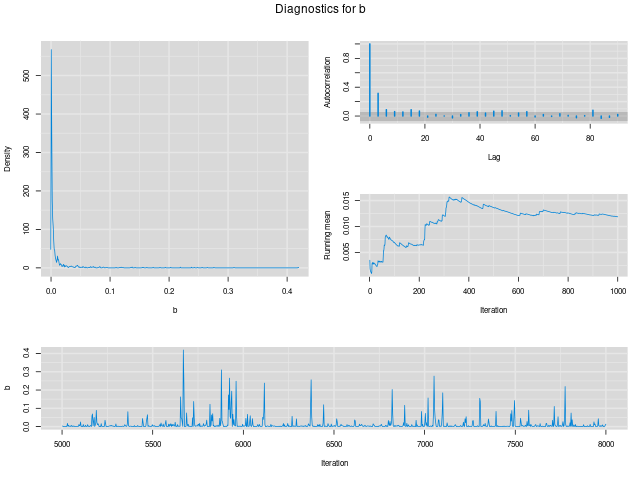 Diagnostics for b
Density
0 100 200 300 400 500
0.0 0.1 0.2 0.3 0.4
b
Autocorrelation
0.0 0.4 0.8
0 20 40 60 80
Lag
Running mean
0.005 0.010 0.015
0 200 400 600 800 1000
Iteration
b
0.0 0.1 0.2 0.3 0.4
5000 5500 6000 6500 7000 7500 8000
Iteration